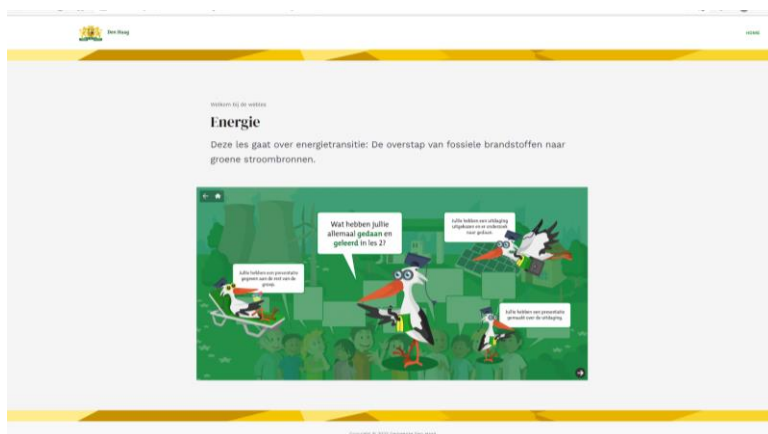 Den Haag
HOME
Welkom bij de webles
Energie
Deze les gaat over energietransitie: De overstap van fossiele brandstoffen naar
groene stroombronnen.
Wat hebben jullie
allemaal gedaan en
geleerd in les 2?
Jullie hebben een uitdaging
uitgekozen en er onderzoek
naar gedaan.
Jullie hebben een presentatie
gegeven aan de rest van de
groep.
Jullie hebben een presentatie
gemaakt over de uitdaging.